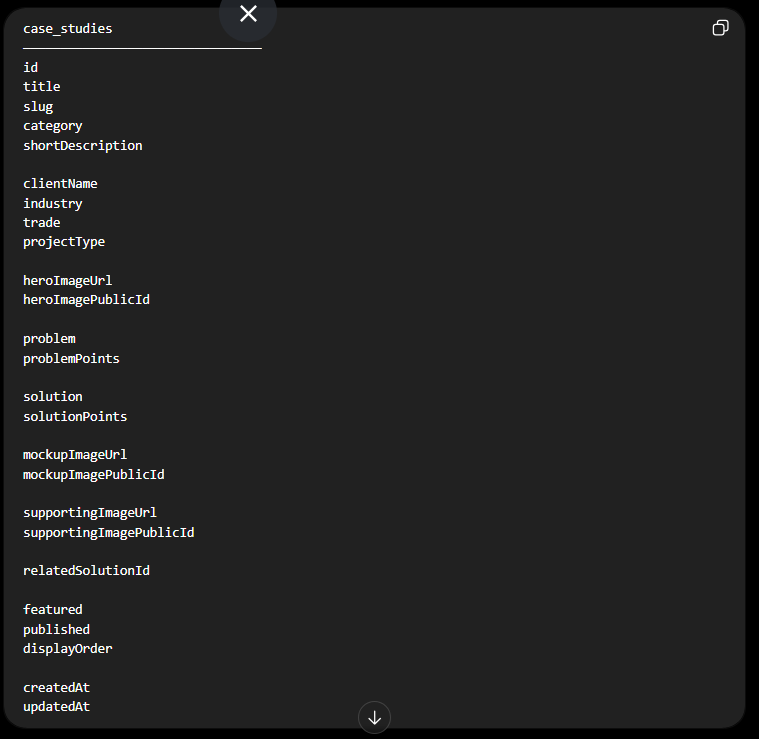 case_studies
id
title
slug
category
shortDescription
clientName
industry
trade
projectType
heroImageUrl
heroImagePublicId
problem
problemPoints
solution
solutionPoints
mockupImageUrl
mockupImagePublicId
supportingImageUrl
supportingImagePublicId
relatedSolutionId
featured
published
displayOrder
createdAt
updatedAt